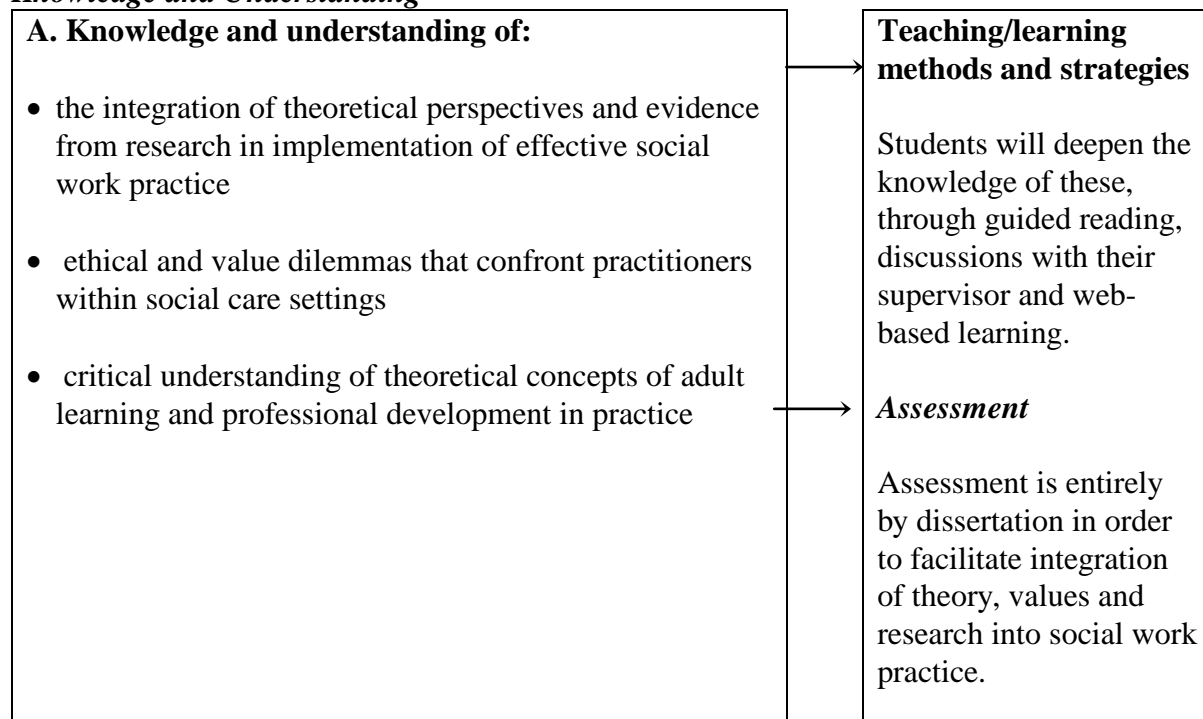 Knowledge and Understanding
A. Knowledge and understanding of:
• the integration of theoretical perspectives and evidence
from research in implementation of effective social
work practice
• ethical and value dilemmas that confront practitioners
within social care settings
• critical understanding of theoretical concepts of adult
learning and professional development in practice
Teaching/learning
methods and strategies
Students will deepen the
knowledge of these,
through guided reading,
discussions with their
supervisor and web-
based learning.
Assessment
Assessment is entirely
by dissertation in order
to facilitate integration
of theory, values and
research into social work
practice.